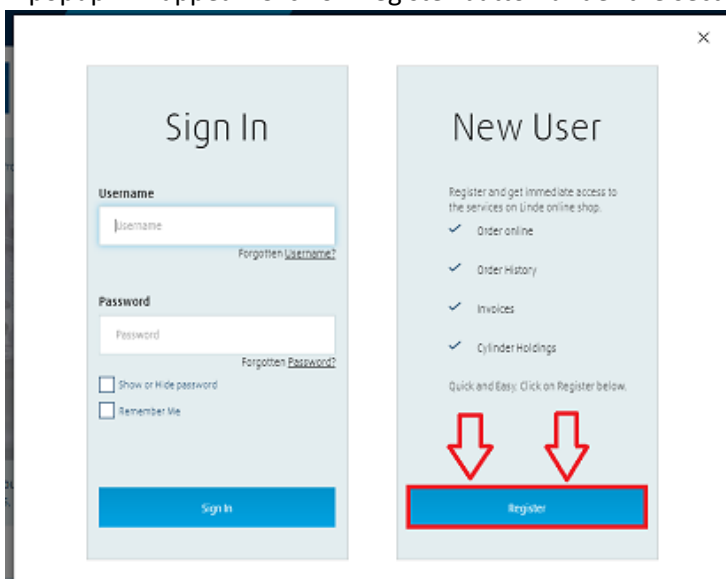 ×
Sign In
Username
Username
Forgotten Username?
Password
Password
Forgotten Password?
Show or Hide password
Remember Me
Sign In
New User
Register and get immediate access to
the services on Linde online shop.
Order online
Order History
Invoices
Cylinder Holdings
Quick and Easy. Click on Register below.
Register